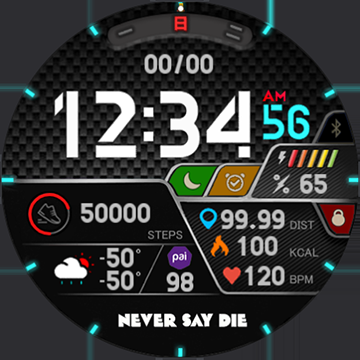 日
00/00
12:34 AM 56
% 65
50000 STEPS
99.99 DIST
100 KCAL
120 BPM
-50°
-50°
pai
98
NEVER SAY DIE